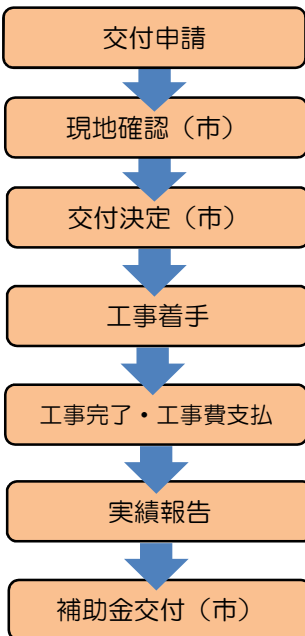 交付申請
現地確認（市）
交付決定（市）
工事着手
工事完了・工事費支払
実績報告
補助金交付（市）